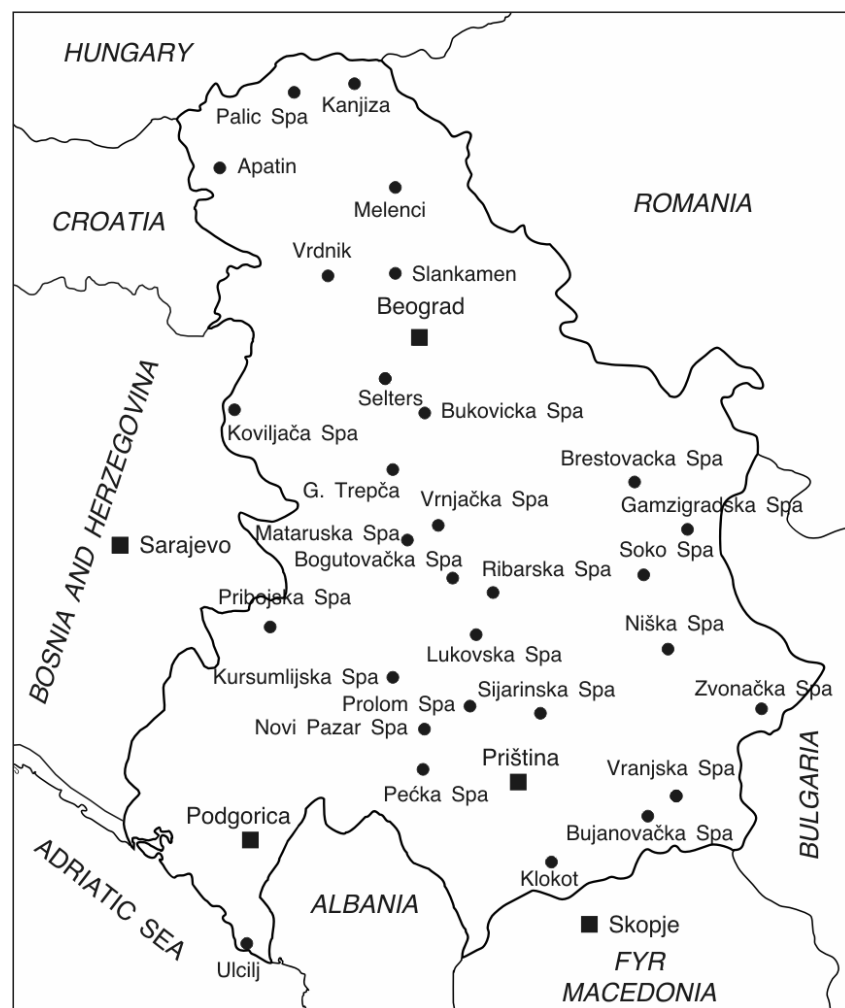 HUNGARY
Kanjiza
Palic Spa
Apatin
CROATIA
Melenci
ROMANIA
Vrdnik
Slankamen
Beograd
Selters
Bukovicka Spa
Koviljača Spa
BOSNIA AND HERZEGOVINA
Brestovacka Spa
G. Trepča
Vrnjačka Spa
Gamzigradska Spa
Mataruska Spa
Sarajevo
Soko Spa
Bogutovačka Spa
Ribarska Spa
Pribojska Spa
Niška Spa
Lukovska Spa
Kursumlijska Spa
Prolom Spa
Sijarinska Spa
Zvonačka Spa
Novi Pazar Spa
Priština
Vranjska Spa
Pećka Spa
BULGARIA
Podgorica
Bujanovačka Spa
ADRIATIC SEA
Klokot
ALBANIA
Skopje
Ulcilj
FYR
MACEDONIA